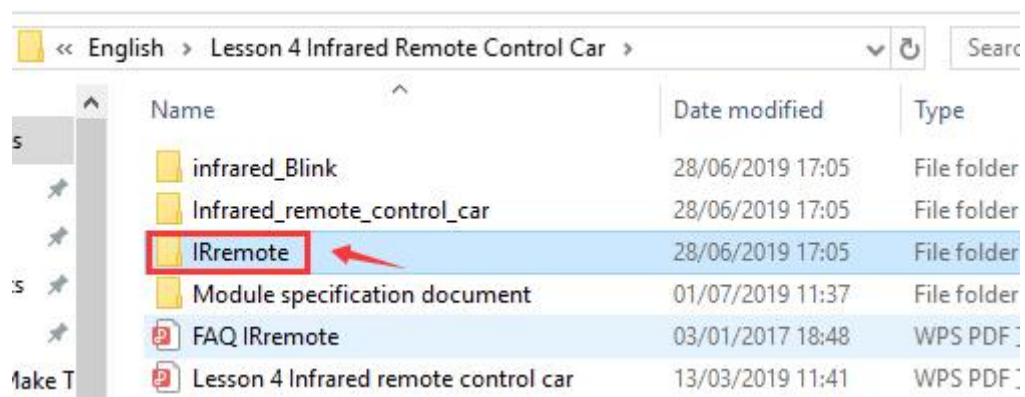 « English > Lesson 4 Infrared Remote Control Car > Searc
Name Date modified Type
s
infrared_Blink 28/06/2019 17:05 File folder
Infrared_remote_control_car 28/06/2019 17:05 File folder
IRremote 28/06/2019 17:05 File folder
:s Module specification document 01/07/2019 11:37 File folder
FAQ IRremote 03/01/2017 18:48 WPS PDF
Make T Lesson 4 Infrared remote control car 13/03/2019 11:41 WPS PDF